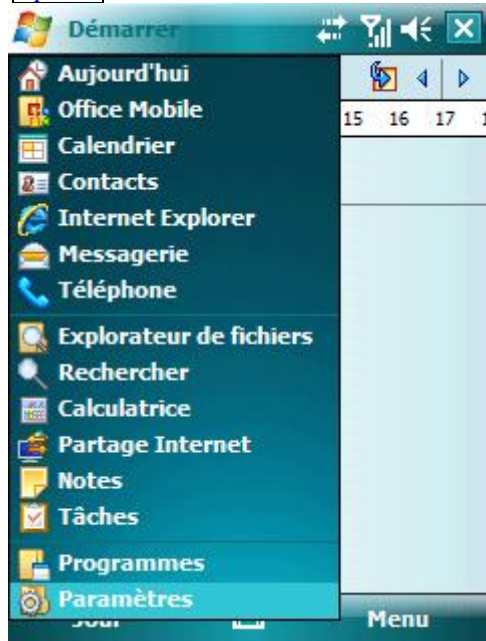 Démarrer
Aujourd'hui
Office Mobile
15 16 17
Calendrier
Contacts
Internet Explorer
Messagerie
Téléphone
Explorateur de fichiers
Rechercher
Calculatrice
Partage Internet
Notes
Tâches
Programmes
Paramètres
Menu